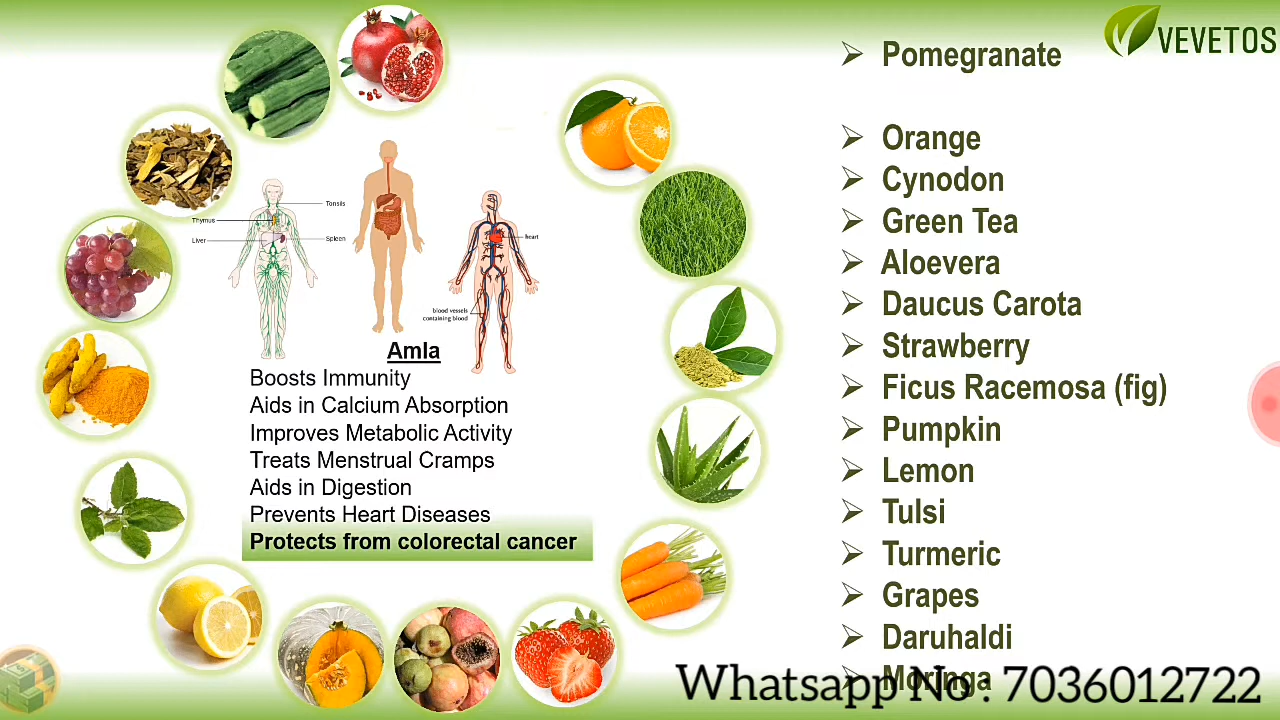 VEVETOS
Pomegranate
Orange
Cynodon
Green Tea
Aloevera
Daucus Carota
Strawberry
Ficus Racemosa (fig)
Pumpkin
Lemon
Tulsi
Turmeric
Grapes
Daruhaldi
Moringa
Tonsils
Thymus
Liver
Spleen
heart
blood vessels
containing blood
Amla
Boosts Immunity
Aids in Calcium Absorption
Improves Metabolic Activity
Treats Menstrual Cramps
Aids in Digestion
Prevents Heart Diseases
Protects from colorectal cancer
Whatsapp No : 7036012722